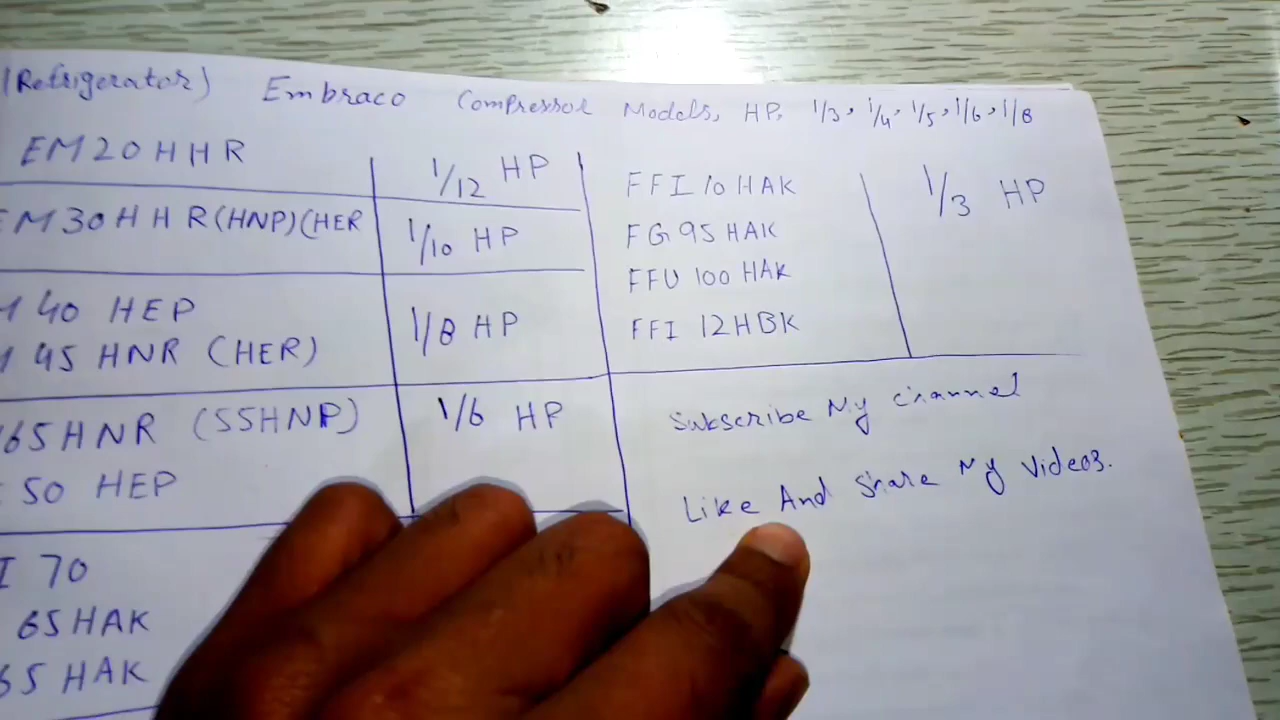 (Refrigerator) Embraco Compressor Models, HP. 1/3, 1/4, 1/5, 1/6, 1/8
EM20HHR 1/12 HP
EM30HHR(HNP)(HER 1/10 HP
40 HEP
45 HNR (HER)
1/8 HP
65HNR (55HNP) 1/6 HP
50 HEP
I 70
65HAK
65 HAK
FFI 10 HAK
FG 95 HAK
FFU 100 HAK
FFI 12HBK
1/3 HP
Subscribe My channel
Like And Share My Videos.